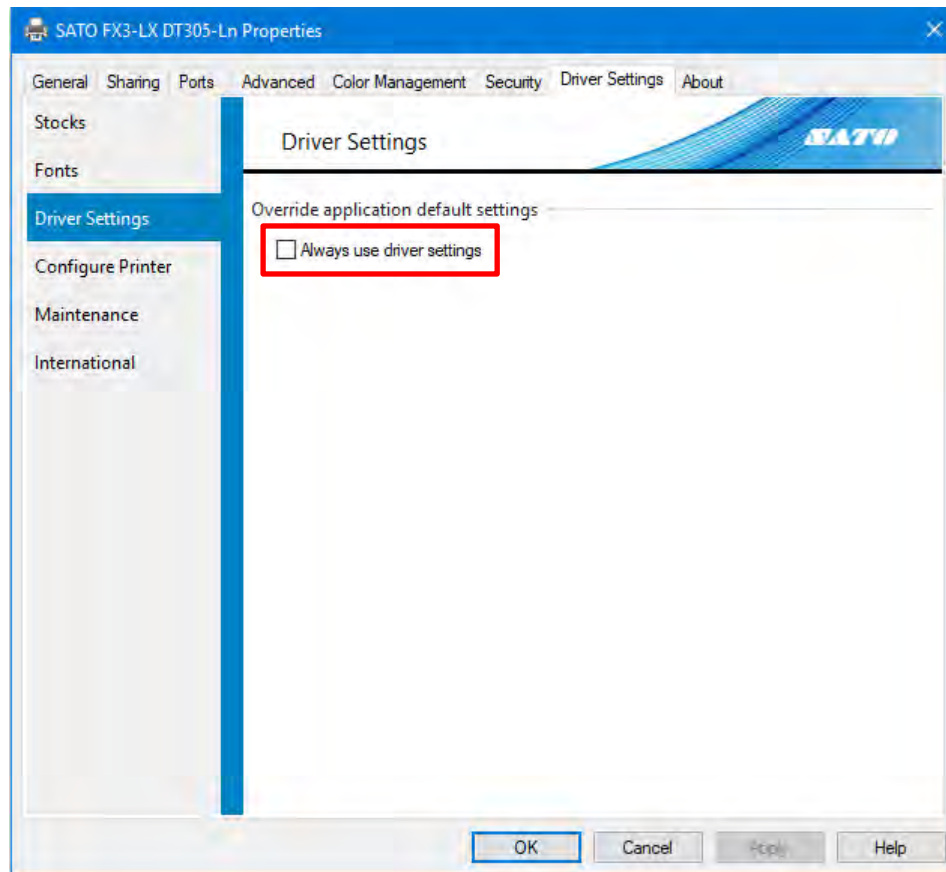 SATO FX3-LX DT305-Ln Properties
General Sharing Ports Advanced Color Management Security Driver Settings About
Stocks
Fonts
Driver Settings
Configure Printer
Maintenance
International
Driver Settings
SATO
Override application default settings
Always use driver settings
OK Cancel Apply Help